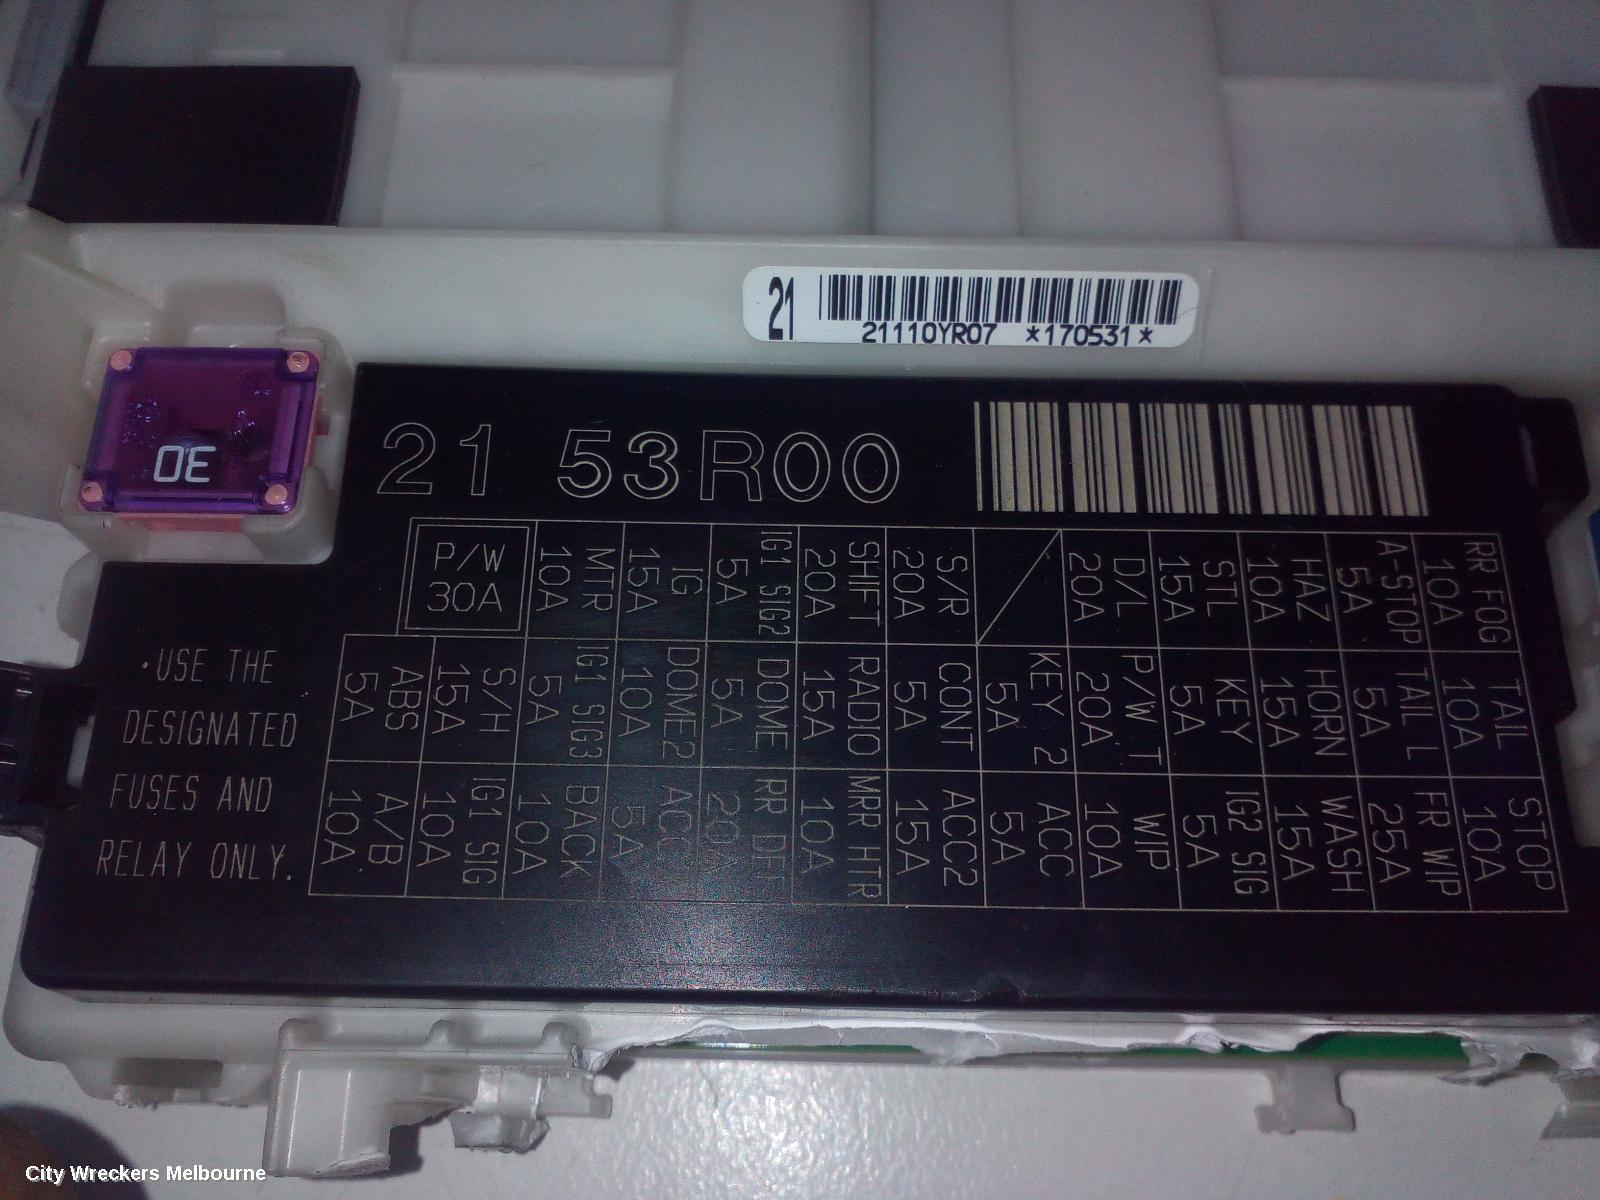 21
21110YR07 *170531*
30
21 53R00
P/W
30A
MTR
10A
IG
15A
IG1 SIG2
5A
SHIFT
20A
S/R
20A
D/L
20A
STL
15A
HAZ
10A
A-STOP
5A
RR FOG
10A
ABS
5A
S/H
15A
IG1 SIG3
5A
DOME2
10A
DOME
5A
RADIO
15A
CONT
5A
KEY 2
5A
P/W T
20A
KEY
5A
HORN
15A
TAIL L
5A
TAIL
10A
A/B
10A
IG1 SIG
10A
BACK
10A
ACC
5A
RR DEF
20A
MRR HTR
10A
ACC2
15A
ACC
5A
WIP
10A
IG2 SIG
5A
WASH
15A
FR WIP
25A
STOP
10A
·USE THE
DESIGNATED
FUSES AND
RELAY ONLY.
City Wreckers Melbourne